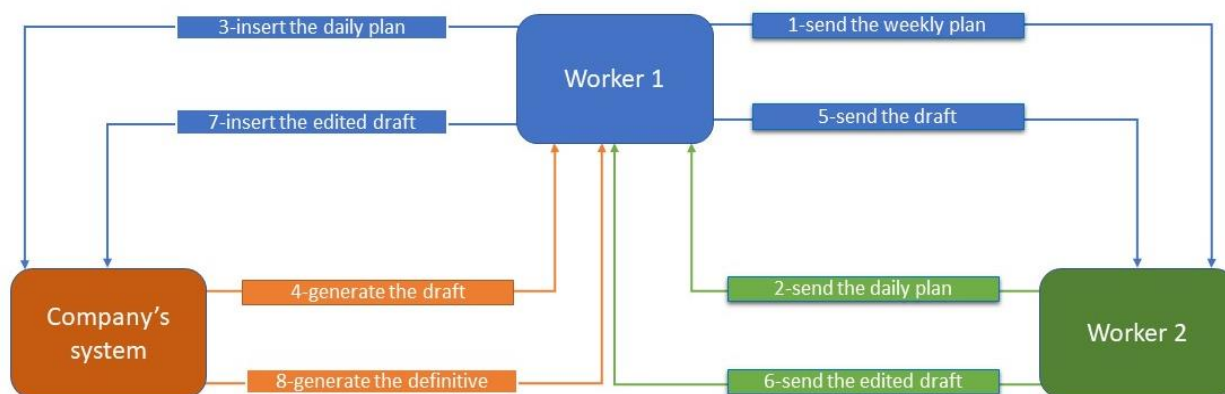 3-insert the daily plan
1-send the weekly plan
Worker 1
7-insert the edited draft
5-send the draft
4-generate the draft
2-send the daily plan
Company's
system
Worker 2
8-generate the definitive
6-send the edited draft